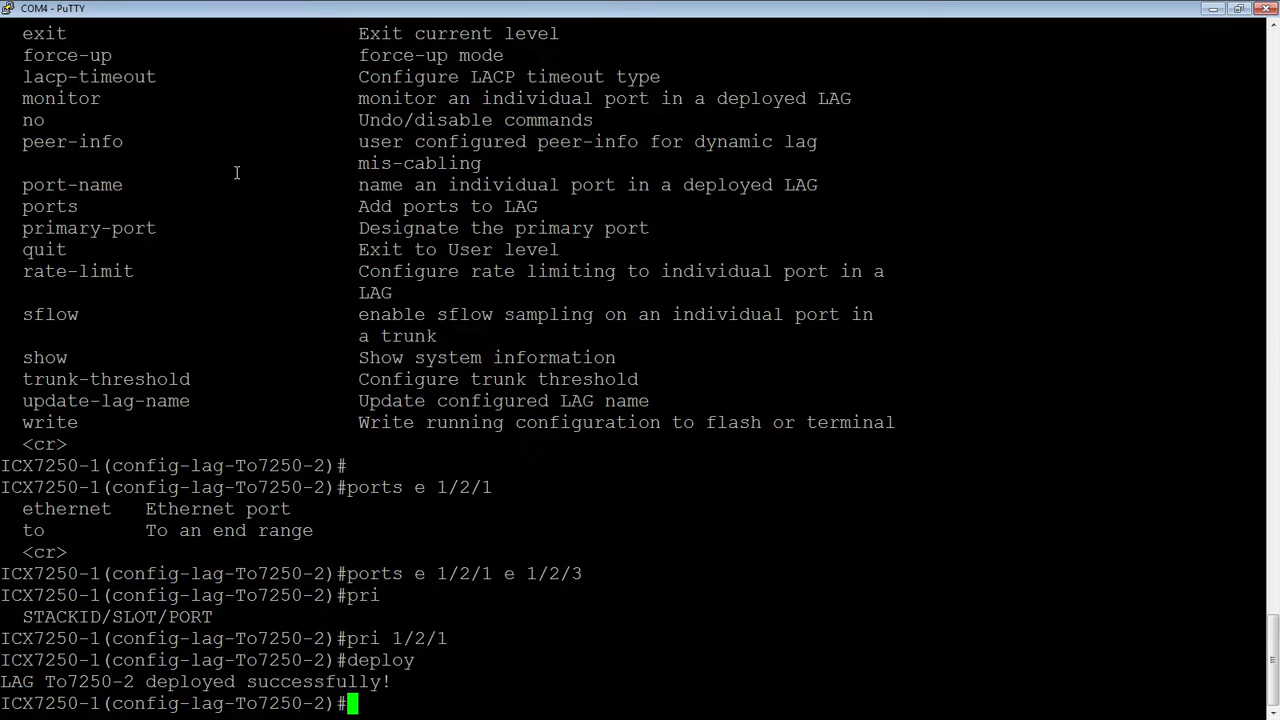 COM4 - PuTTY
exit Exit current level
force-up force-up mode
lacp-timeout Configure LACP timeout type
monitor monitor an individual port in a deployed LAG
no Undo/disable commands
peer-info user configured peer-info for dynamic lag
mis-cabling
port-name name an individual port in a deployed LAG
ports Add ports to LAG
primary-port Designate the primary port
quit Exit to User level
rate-limit Configure rate limiting to individual port in a
LAG
sflow enable sflow sampling on an individual port in
a trunk
show Show system information
trunk-threshold Configure trunk threshold
update-lag-name Update configured LAG name
write Write running configuration to flash or terminal
<cr>
ICX7250-1(config-lag-To7250-2)#
ICX7250-1(config-lag-To7250-2)#ports e 1/2/1
ethernet Ethernet port
to To an end range
<cr>
ICX7250-1(config-lag-To7250-2)#ports e 1/2/1 e 1/2/3
ICX7250-1(config-lag-To7250-2)#pri
STACKID/SLOT/PORT
ICX7250-1(config-lag-To7250-2)#pri 1/2/1
ICX7250-1(config-lag-To7250-2)#deploy
LAG To7250-2 deployed successfully!
ICX7250-1(config-lag-To7250-2)#